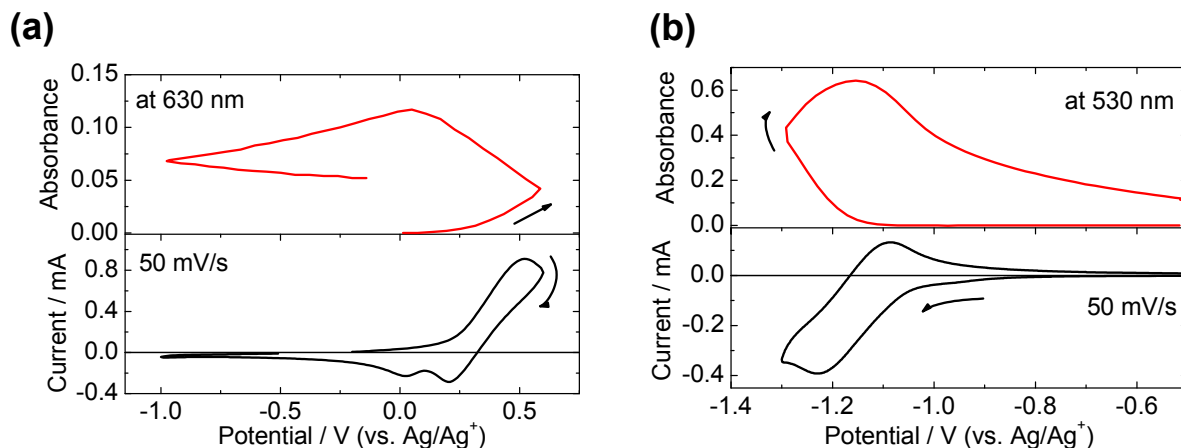 (a)
Absorbance
0.15
0.10
0.05
0.00
at 630 nm
Current / mA
0.8
0.4
0.0
-0.4
50 mV/s
-1.0 -0.5 0.0 0.5
Potential / V (vs. Ag/Ag+)
(b)
Absorbance
0.6
0.4
0.2
0.0
at 530 nm
Current / mA
0.0
-0.2
-0.4
50 mV/s
-1.4 -1.2 -1.0 -0.8 -0.6
Potential / V (vs. Ag/Ag+)